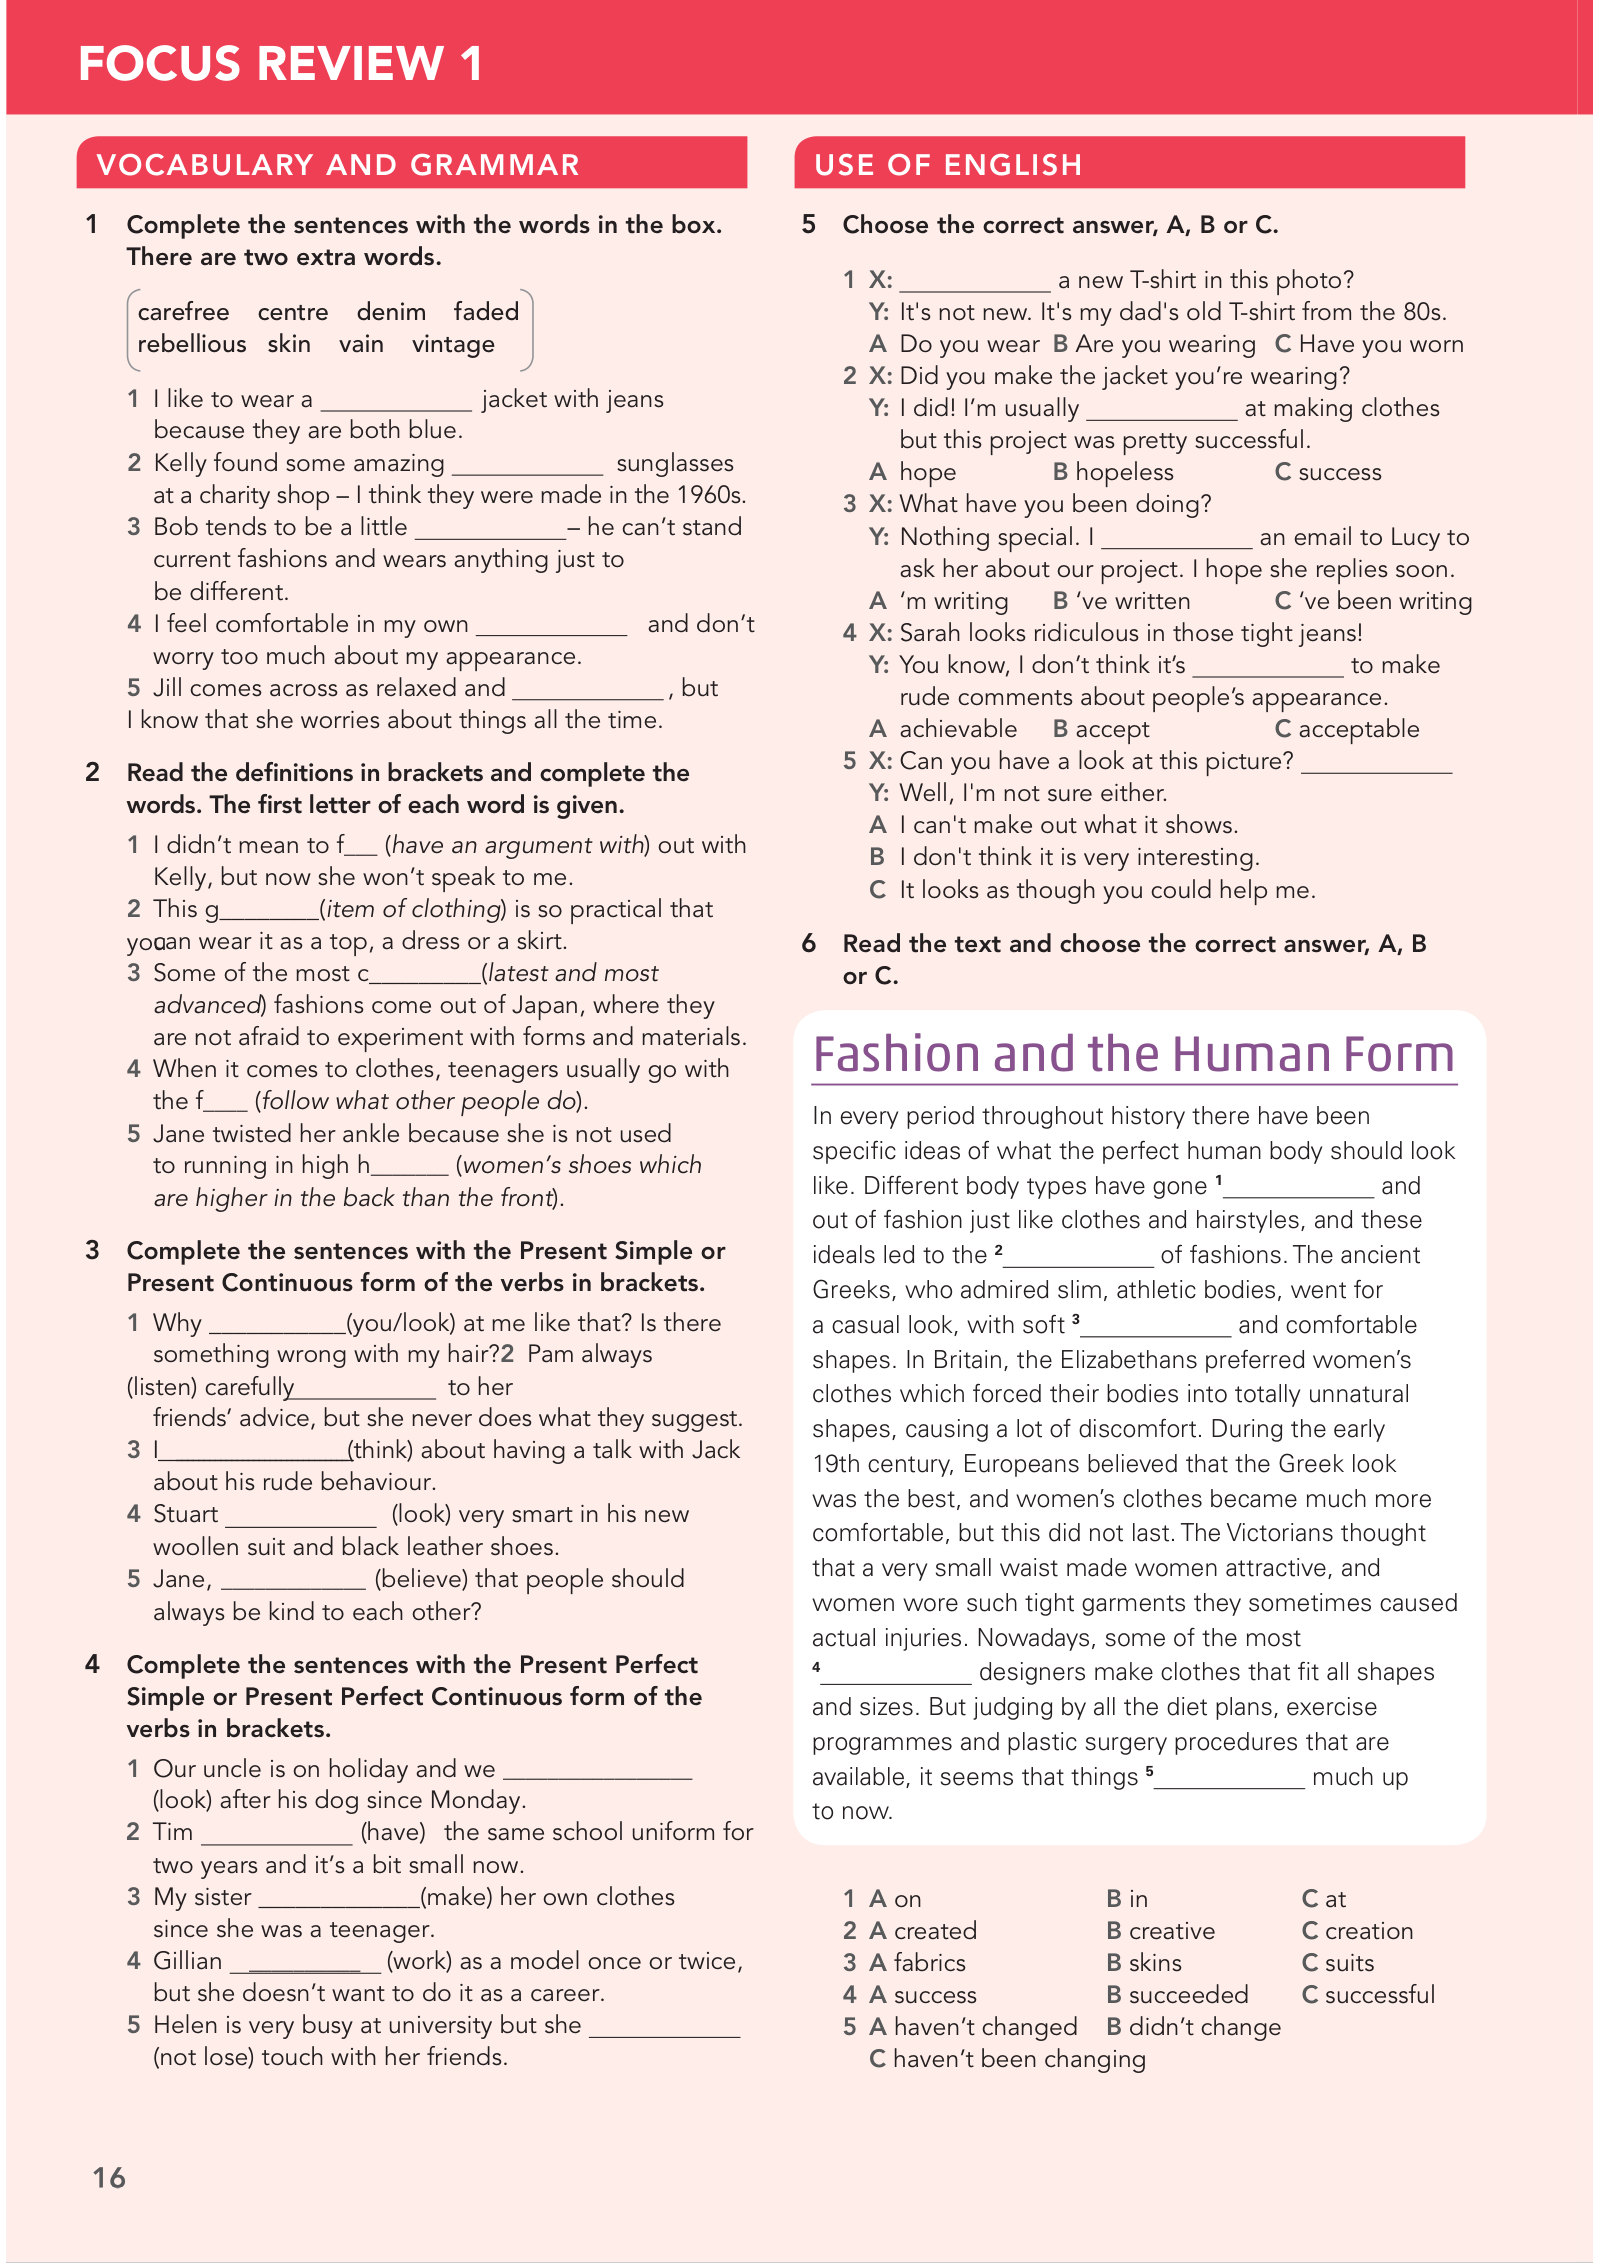 FOCUS REVIEW 1
VOCABULARY AND GRAMMAR
1 Complete the sentences with the words in the box.
There are two extra words.
carefree centre denim faded
rebellious skin vain vintage
1 I like to wear a ____________ jacket with jeans
because they are both blue.
2 Kelly found some amazing ____________ sunglasses
at a charity shop – I think they were made in the 1960s.
3 Bob tends to be a little ____________ – he can’t stand
current fashions and wears anything just to
be different.
4 I feel comfortable in my own ____________ and don’t
worry too much about my appearance.
5 Jill comes across as relaxed and ____________ , but
I know that she worries about things all the time.
2 Read the definitions in brackets and complete the
words. The first letter of each word is given.
1 I didn’t mean to f___ (have an argument with) out with
Kelly, but now she won’t speak to me.
2 This g________(item of clothing) is so practical that
you can wear it as a top, a dress or a skirt.
3 Some of the most c_________(latest and most
advanced) fashions come out of Japan, where they
are not afraid to experiment with forms and materials.
4 When it comes to clothes, teenagers usually go with
the f____ (follow what other people do).
5 Jane twisted her ankle because she is not used
to running in high h_______ (women’s shoes which
are higher in the back than the front).
3 Complete the sentences with the Present Simple or
Present Continuous form of the verbs in brackets.
1 Why ___________(you/look) at me like that? Is there
something wrong with my hair?2 Pam always
(listen) carefully____________ to her
friends’ advice, but she never does what they suggest.
3 I________________(think) about having a talk with Jack
about his rude behaviour.
4 Stuart ____________ (look) very smart in his new
woollen suit and black leather shoes.
5 Jane, ____________ (believe) that people should
always be kind to each other?
4 Complete the sentences with the Present Perfect
Simple or Present Perfect Continuous form of the
verbs in brackets.
1 Our uncle is on holiday and we _______________
(look) after his dog since Monday.
2 Tim ____________ (have) the same school uniform for
two years and it’s a bit small now.
3 My sister _____________(make) her own clothes
since she was a teenager.
4 Gillian ____________ (work) as a model once or twice,
but she doesn’t want to do it as a career.
5 Helen is very busy at university but she ____________
(not lose) touch with her friends.
16
USE OF ENGLISH
5 Choose the correct answer, A, B or C.
1 X: ____________ a new T-shirt in this photo?
Y: It's not new. It's my dad's old T-shirt from the 80s.
A Do you wear B Are you wearing C Have you worn
2 X: Did you make the jacket you’re wearing?
Y: I did! I’m usually ____________ at making clothes
but this project was pretty successful.
A hope B hopeless C success
3 X: What have you been doing?
Y: Nothing special. I ____________ an email to Lucy to
ask her about our project. I hope she replies soon.
A ‘m writing B ‘ve written C ‘ve been writing
4 X: Sarah looks ridiculous in those tight jeans!
Y: You know, I don’t think it’s ____________ to make
rude comments about people’s appearance.
A achievable B accept C acceptable
5 X: Can you have a look at this picture? ____________
Y: Well, I'm not sure either.
A I can't make out what it shows.
B I don't think it is very interesting.
C It looks as though you could help me.
6 Read the text and choose the correct answer, A, B
or C.
Fashion and the Human Form
In every period throughout history there have been
specific ideas of what the perfect human body should look
like. Different body types have gone 1____________ and
out of fashion just like clothes and hairstyles, and these
ideals led to the 2____________ of fashions. The ancient
Greeks, who admired slim, athletic bodies, went for
a casual look, with soft 3____________ and comfortable
shapes. In Britain, the Elizabethans preferred women’s
clothes which forced their bodies into totally unnatural
shapes, causing a lot of discomfort. During the early
19th century, Europeans believed that the Greek look
was the best, and women’s clothes became much more
comfortable, but this did not last. The Victorians thought
that a very small waist made women attractive, and
women wore such tight garments they sometimes caused
actual injuries. Nowadays, some of the most
4____________ designers make clothes that fit all shapes
and sizes. But judging by all the diet plans, exercise
programmes and plastic surgery procedures that are
available, it seems that things 5____________ much up
to now.
1 A on B in C at
2 A created B creative C creation
3 A fabrics B skins C suits
4 A success B succeeded C successful
5 A haven’t changed B didn’t change
C haven’t been changing